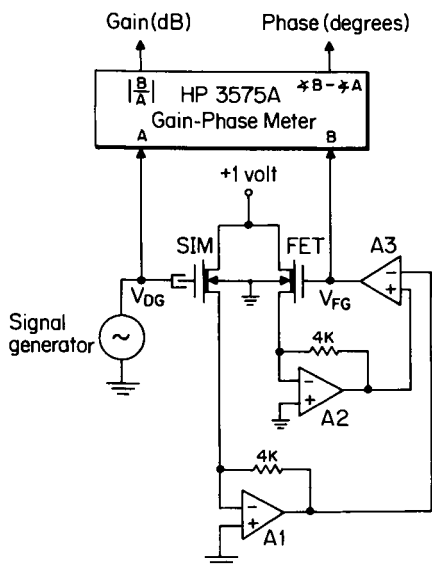 Gain (dB)
Phase (degrees)
|B/A| HP 3575A ∡B-∡A
Gain-Phase Meter
A
B
+1 volt
SIM
FET
A3
V_DG
V_FG
Signal
generator
~
4K
-
+
A2
4K
-
+
A1
-
+